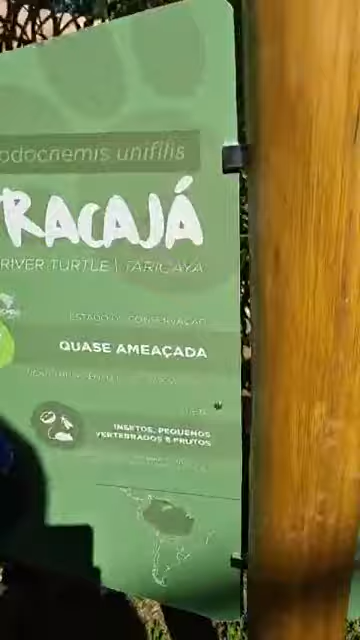 odocnemis unifilis
RACAJÁ
RIVER TURTLE | TARICAYA
ESTADO DE CONSERVAÇÃO
QUASE AMEAÇADA
INSETOS, PEQUENOS
VERTEBRADOS E FRUTOS